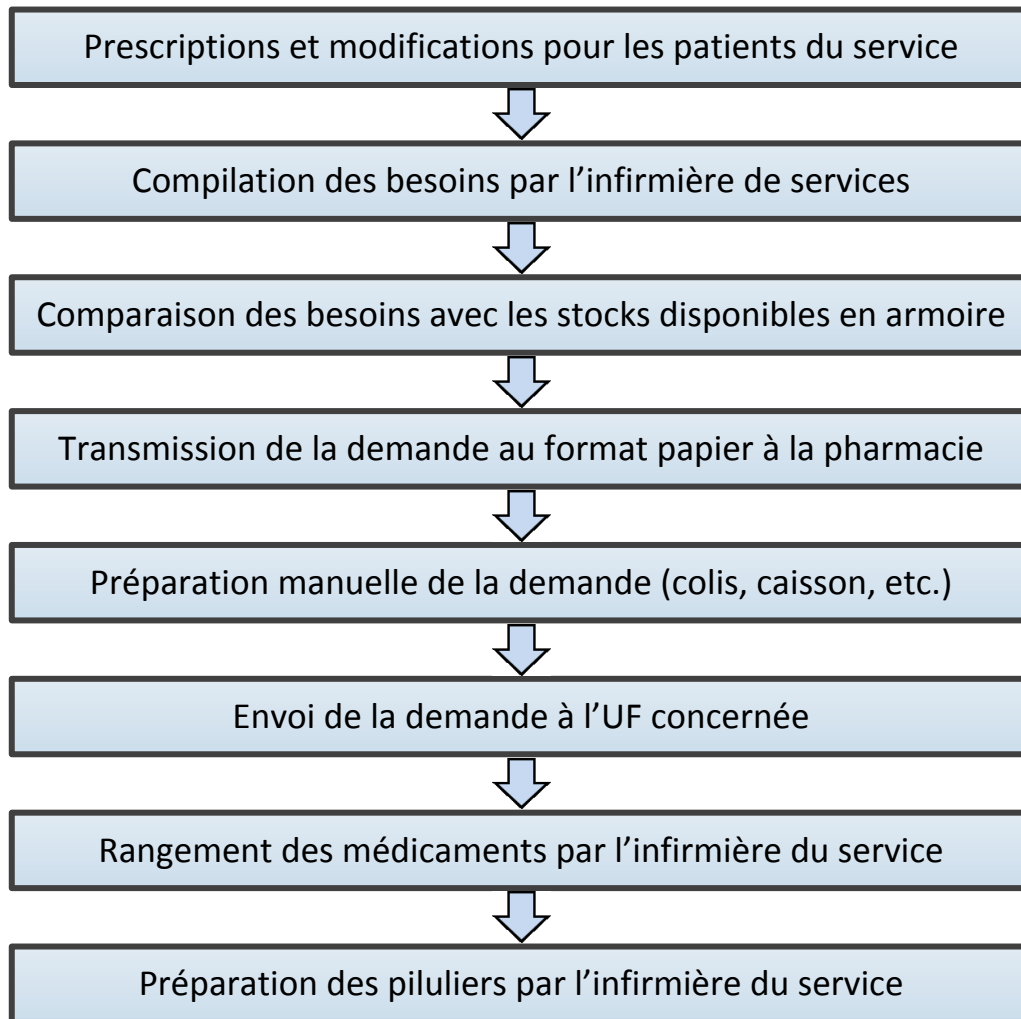 Prescriptions et modifications pour les patients du service
Compilation des besoins par l’infirmière de services
Comparaison des besoins avec les stocks disponibles en armoire
Transmission de la demande au format papier à la pharmacie
Préparation manuelle de la demande (colis, caisson, etc.)
Envoi de la demande à l’UF concernée
Rangement des médicaments par l’infirmière du service
Préparation des piluliers par l’infirmière du service